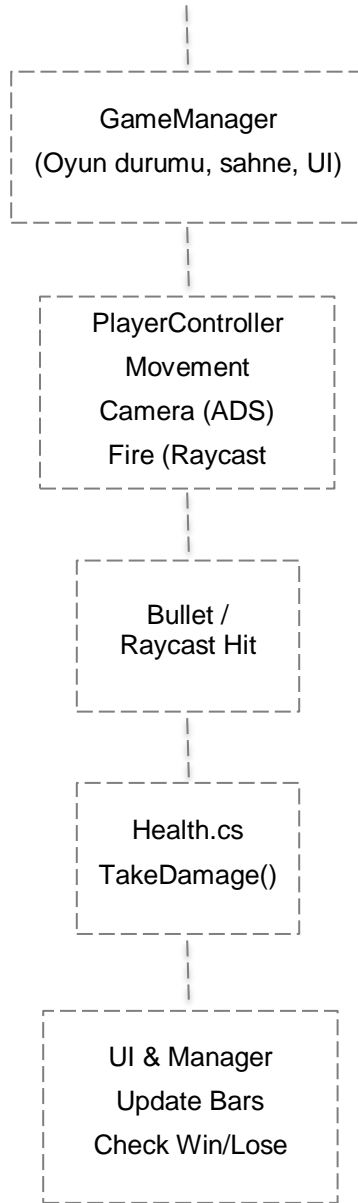 GameManager
(Oyun durumu, sahne, UI)
PlayerController
Movement
Camera (ADS)
Fire (Raycast
Bullet /
Raycast Hit
Health.cs
TakeDamage()
UI & Manager
Update Bars
Check Win/Lose